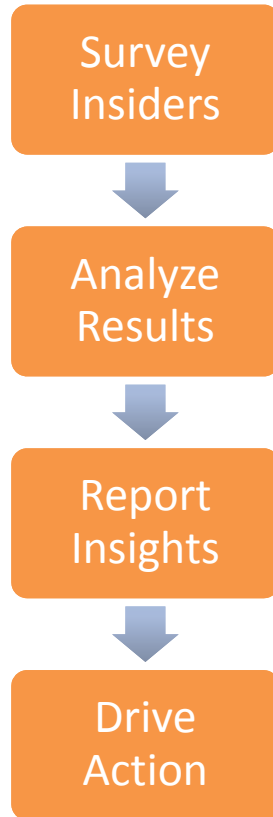 Survey
Insiders
Analyze
Results
Report
Insights
Drive
Action